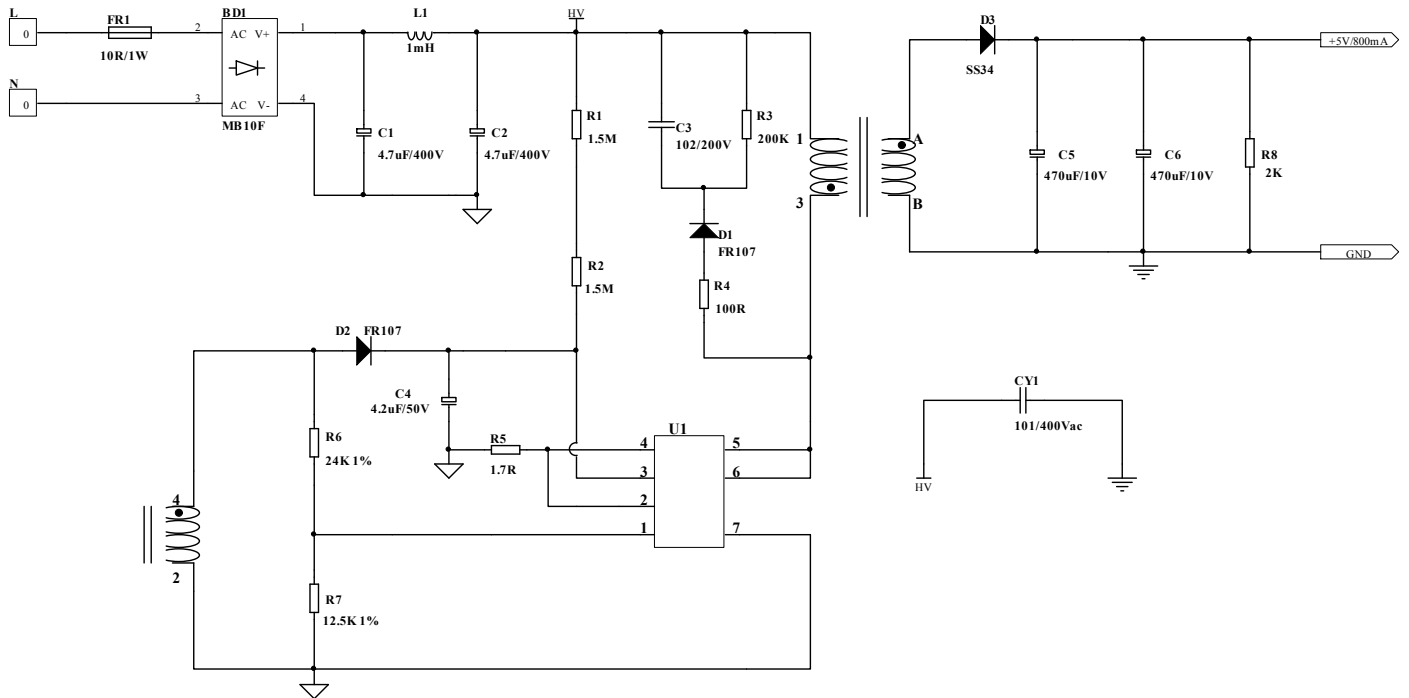 L
0
FR1
10R/1W
N
0
BD1
2
AC V+
1
3
AC V-
4
MB10F
L1
1mH
HV
C1
4.7uF/400V
C2
4.7uF/400V
R1
1.5M
C3
102/200V
R3
200K
1
3
A
B
D3
SS34
C5
470uF/10V
C6
470uF/10V
R8
2K
+5V/800mA
GND
D1
FR107
R2
1.5M
R4
100R
D2
FR107
C4
4.2uF/50V
R5
1.7R
U1
4
3
2
1
5
6
7
R6
24K 1%
4
2
R7
12.5K 1%
CY1
101/400Vac
HV